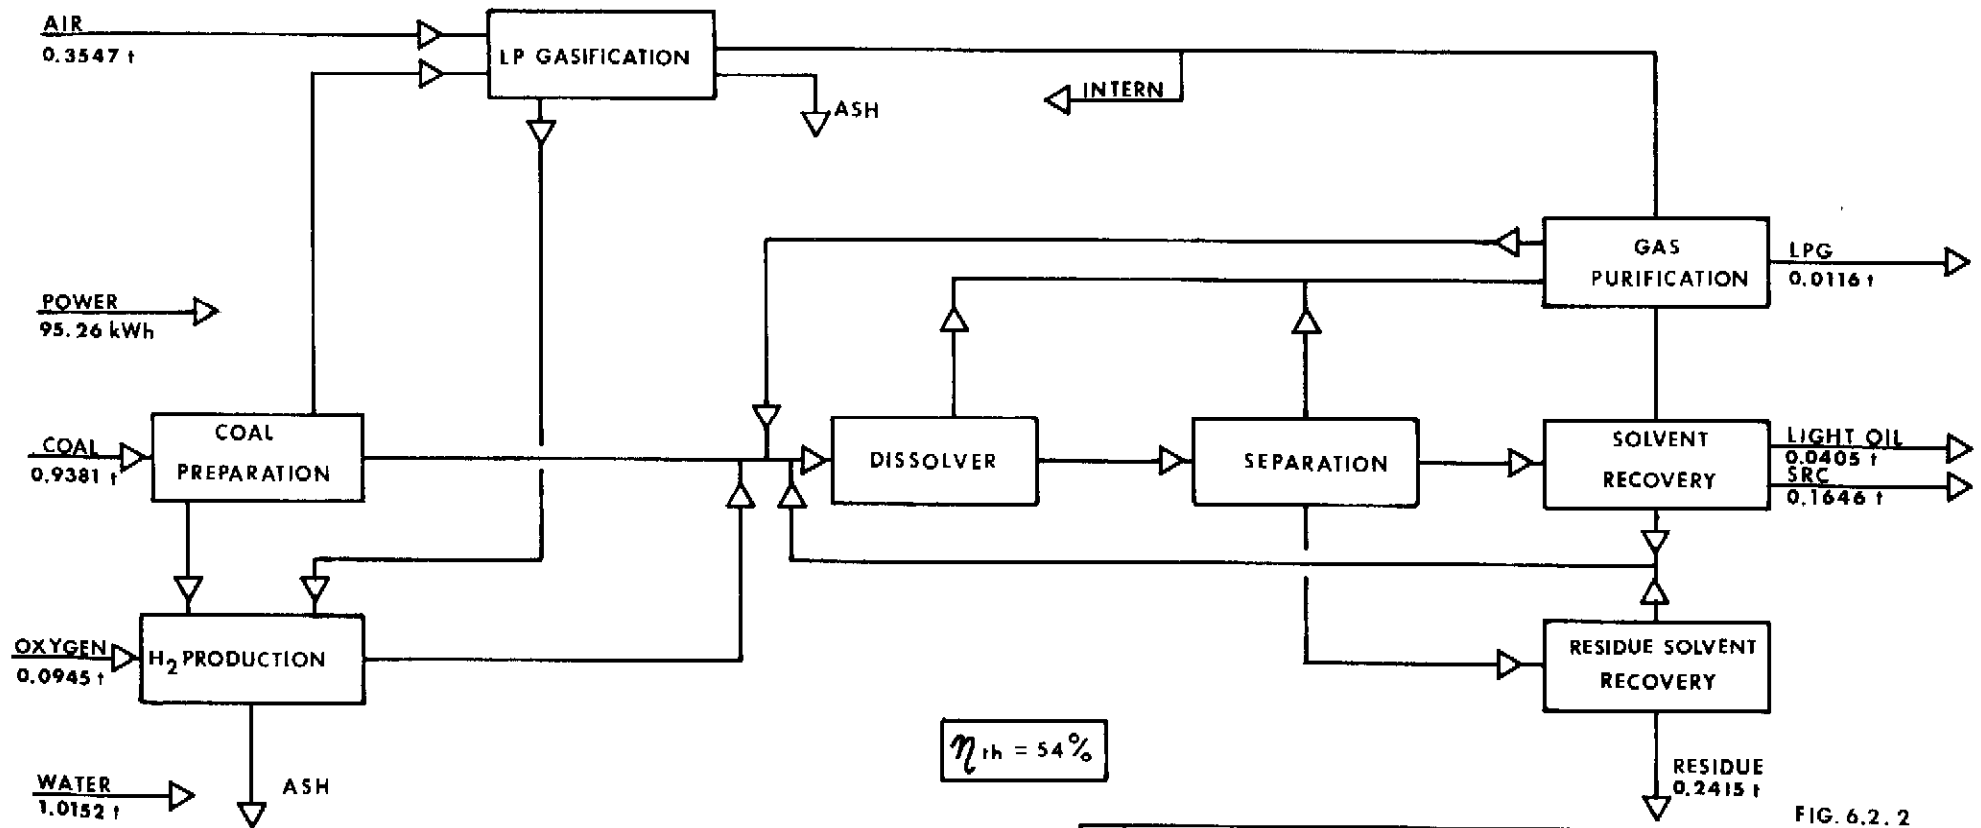 AIR
0.3547 t
LP GASIFICATION
INTERN
ASH
GAS
PURIFICATION
LPG
0.0116 t
POWER
95.26 kWh
COAL
0.9381 t
COAL
PREPARATION
DISSOLVER
SEPARATION
SOLVENT
RECOVERY
LIGHT OIL
0.0405 t
SRC
0.1646 t
OXYGEN
0.0945 t
H2 PRODUCTION
RESIDUE SOLVENT
RECOVERY
η th = 54%
WATER
1.0152 t
ASH
RESIDUE
0.2415 t
FIG. 6.2.2